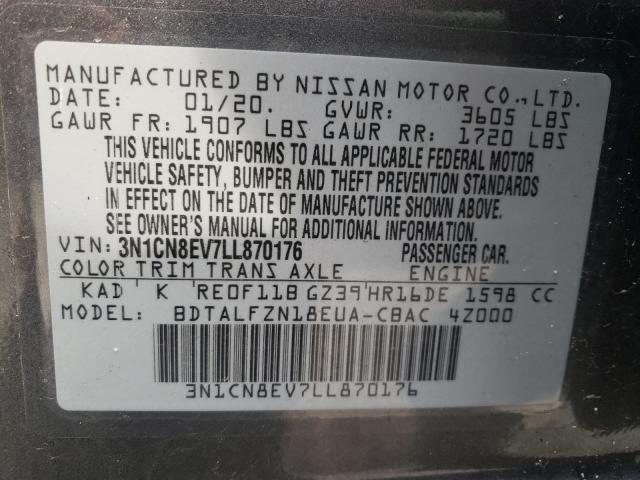 MANUFACTURED BY NISSAN MOTOR CO.,LTD.
DATE: 01/20. GVWR: 3605 LBS
GAWR FR: 1907 LBS GAWR RR: 1720 LBS
THIS VEHICLE CONFORMS TO ALL APPLICABLE FEDERAL MOTOR
VEHICLE SAFETY, BUMPER AND THEFT PREVENTION STANDARDS
IN EFFECT ON THE DATE OF MANUFACTURE SHOWN ABOVE.
SEE OWNER'S MANUAL FOR ADDITIONAL INFORMATION.
VIN: 3N1CN8EV7LL870176 PASSENGER CAR.
COLOR TRIM TRANS AXLE ENGINE
KAD K RE0F11B GZ39 HR16DE 1598 CC
MODEL: BDTALFZN18EUA-CBAC 4Z000
3N1CN8EV7LL870176